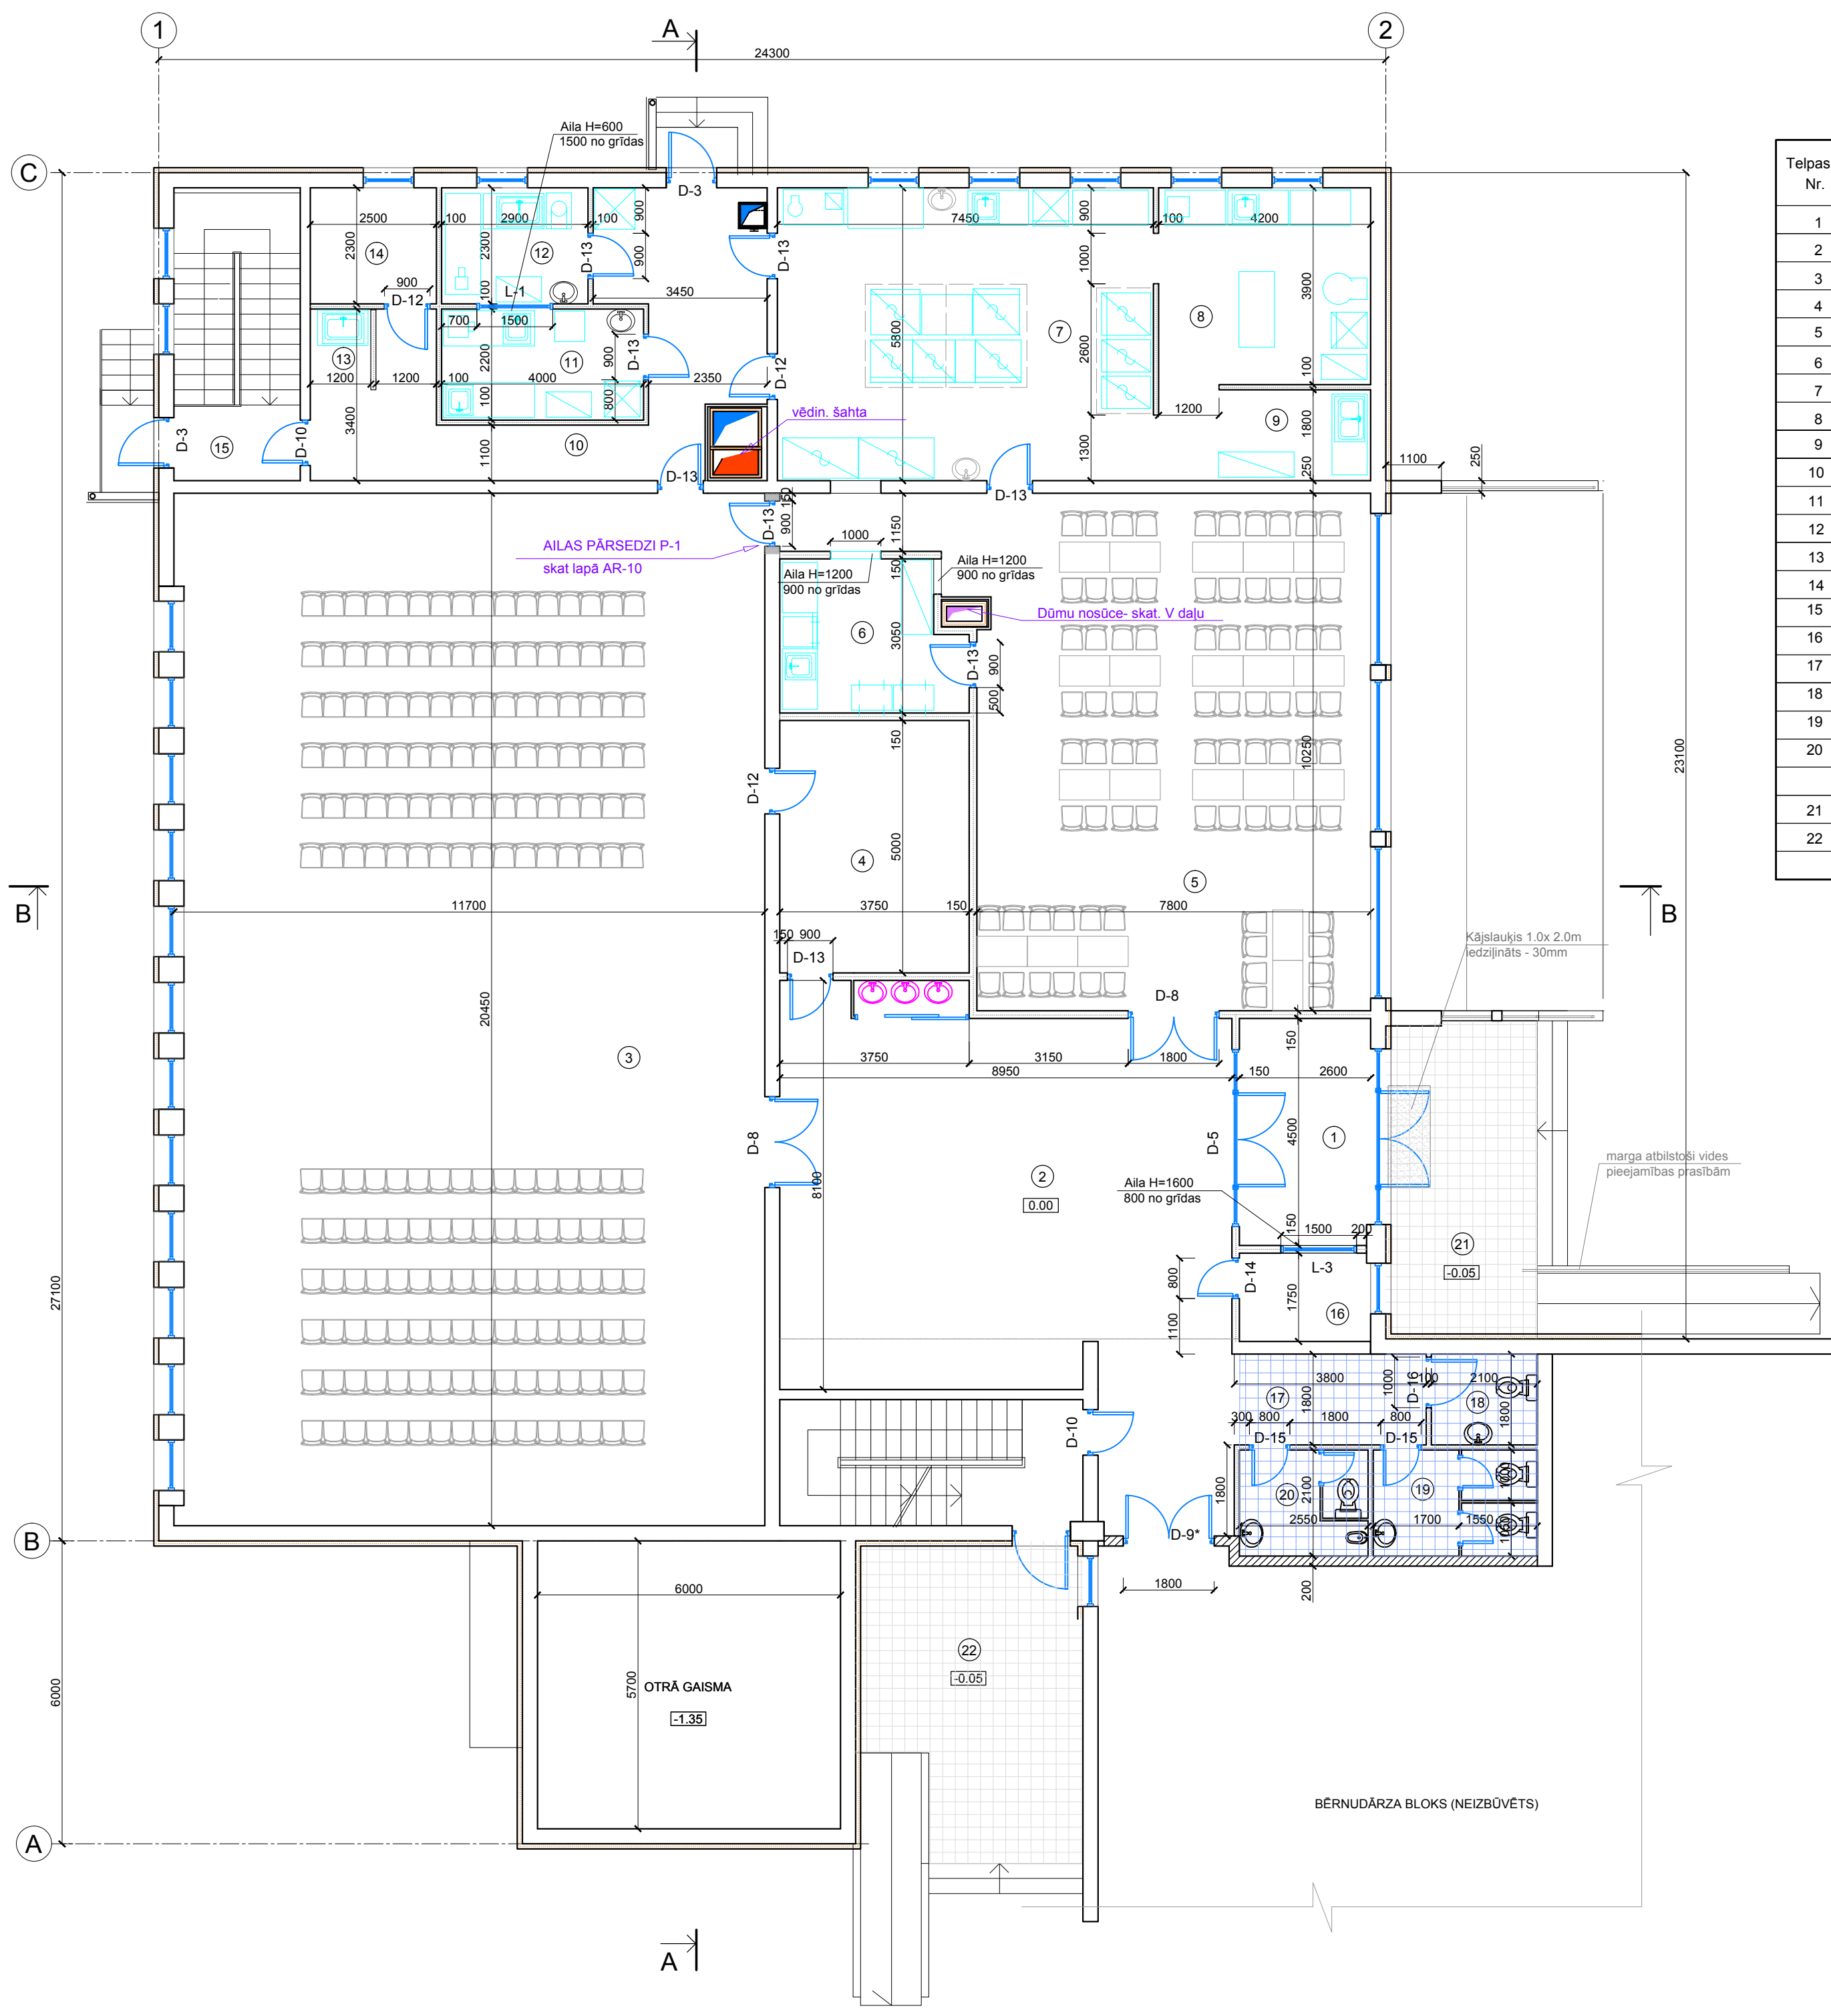 1
A
2
24300
Aila H=600
1500 no grīdas
C
D-3
Telpas
Nr.
1
2
3
4
5
6
7
8
9
10
11
12
13
14
15
16
17
18
19
20
21
22
2500
100
2900
100
900
7450
900
100
4200
2300
14
2300
12
D-13
900
D-13
1000
3900
900
D-12
100
L-1
3450
700
1500
7
8
13
2200
11
900
D-13
5800
2600
1200
1200
100
4000
2350
D-12
100
1200
D-3
15
D-10
3400
100
800
vēdin. šahta
9
1800
1100
10
1300
250
1100
250
D-13
D-13
150
D-13
900
1150
AILAS PĀRSEDZI P-1
skat lapā AR-10
1000
Aila H=1200
900 no grīdas
Aila H=1200
900 no grīdas
150
Dūmu nosūce- skat. V daļu
6
3050
D-13
900
500
150
10250
23100
D-12
4
5000
5
B
11700
3750
150
7800
B
150
900
D-13
Kājslauķis 1.0x 2.0m
iedziļināts - 30mm
D-8
20450
3
3750
3150
1800
150
8950
150
2600
D-8
D-5
4500
1
8100
2
0.00
Aila H=1600
800 no grīdas
marga atbilstoši vides
pieejamības prasībām
150
1500
200
21
-0.05
27100
800
D-14
L-3
1750
16
1100
3800
1000
D-16
100
2100
17
1800
18
1800
300
800
1800
800
D-10
D-15
D-15
1800
20
2100
19
1000
2550
1700
1550
1000
B
D-9*
1800
200
6000
22
-0.05
6000
5700
OTRĀ GAISMA
-1.35
BĒRNUDĀRZA BLOKS (NEIZBŪVĒTS)
A
A